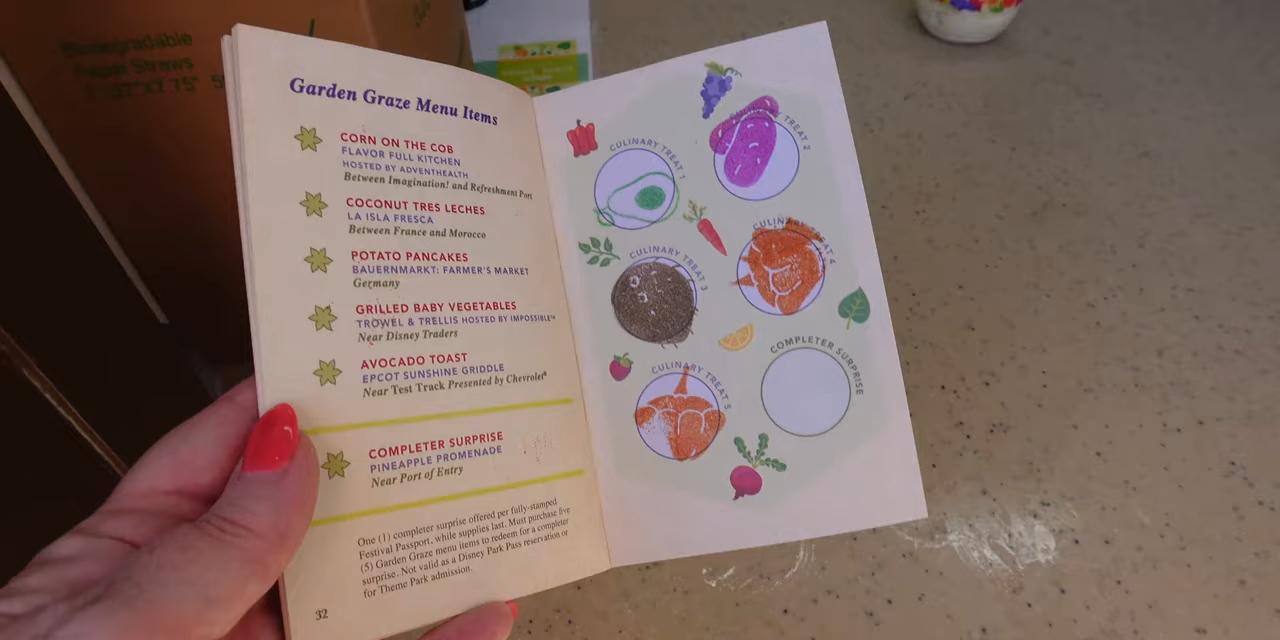 Biodegradable
Paper Straws
7.75"
Garden Graze Menu Items
CORN ON THE COB
FLAVOR FULL KITCHEN
HOSTED BY ADVENTHEALTH
Between Imagination! and Refreshment Port
COCONUT TRES LECHES
LA ISLA FRESCA
Between France and Morocco
POTATO PANCAKES
BAUERNMARKT: FARMER'S MARKET
Germany
GRILLED BABY VEGETABLES
TROWEL & TRELLIS HOSTED BY IMPOSSIBLE™
Near Disney Traders
AVOCADO TOAST
EPCOT SUNSHINE GRIDDLE
Near Test Track Presented by Chevrolet®
COMPLETER SURPRISE
PINEAPPLE PROMENADE
Near Port of Entry
One (1) completer surprise offered per fully-stamped
Festival Passport, while supplies last. Must purchase five
(5) Garden Graze menu items to redeem for a completer
surprise. Not valid as a Disney Park Pass reservation or
for Theme Park admission.
32
CULINARY TREAT 1
CULINARY TREAT 2
CULINARY TREAT 3
CULINARY TREAT 4
CULINARY TREAT 5
COMPLETER SURPRISE